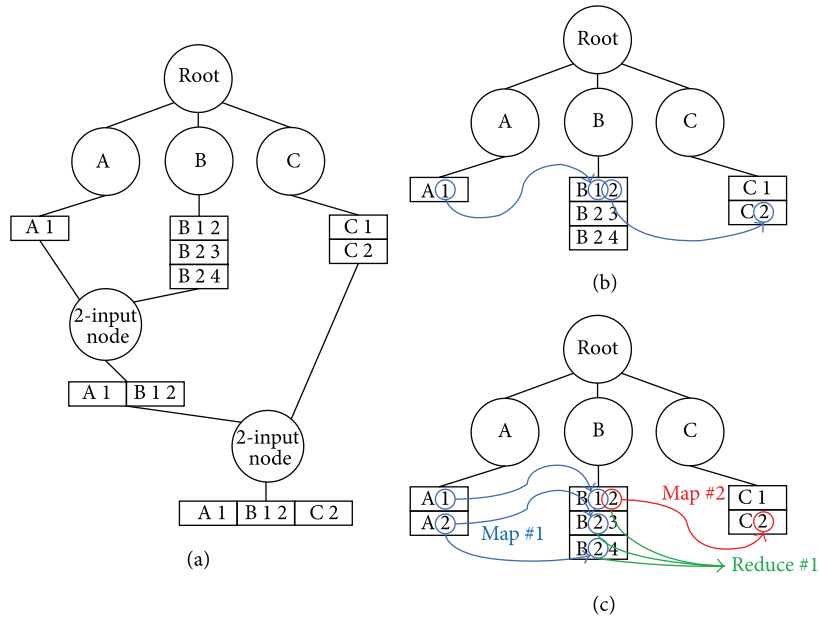 Root
A
B
C
A 1
B 1 2
B 2 3
B 2 4
C 1
C 2
2-input
node
A 1 B 1 2
2-input
node
A 1 B 1 2 C 2
(a)
Root
A
B
C
A 1
B 1 2
B 2 3
B 2 4
C 1
C 2
(b)
Root
A
B
C
A 1
A 2
Map #1
B 1 2
B 2 3
B 2 4
Map #2
C 1
C 2
Reduce #1
(c)